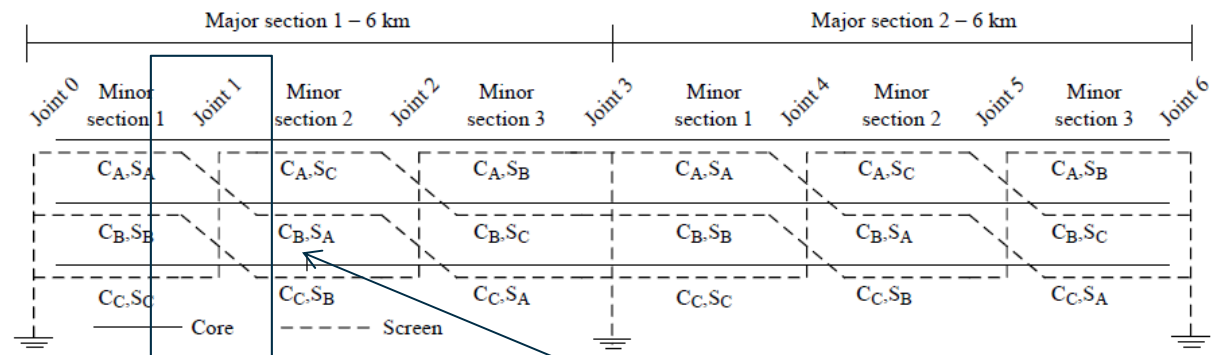 Major section 1 – 6 km
Major section 2 – 6 km
Joint 0
Minor
section 1
Joint 1
Minor
section 2
Joint 2
Minor
section 3
Joint 3
Minor
section 1
Joint 4
Minor
section 2
Joint 5
Minor
section 3
Joint 6
CA,SA
CA,SC
CA,SB
CA,SA
CA,SC
CA,SB
CB,SB
CB,SA
CB,SC
CB,SB
CB,SA
CB,SC
CC,SC
CC,SB
CC,SA
CC,SC
CC,SB
CC,SA
Core
Screen